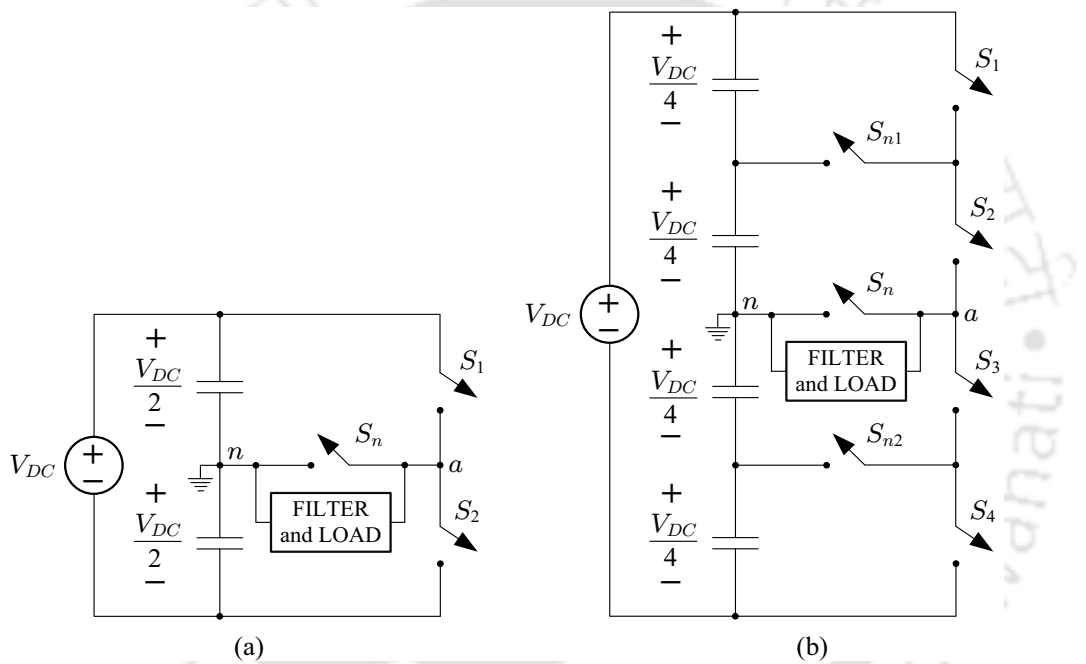 +
V_DC/4
−
S_1
S_n1
+
V_DC/4
−
S_2
V_DC
+
−
n
S_n
a
FILTER
and LOAD
+
V_DC/4
−
S_3
S_n2
+
V_DC/4
−
S_4
(b)
+
V_DC/2
−
S_1
V_DC
+
−
n
S_n
a
FILTER
and LOAD
+
V_DC/2
−
S_2
(a)